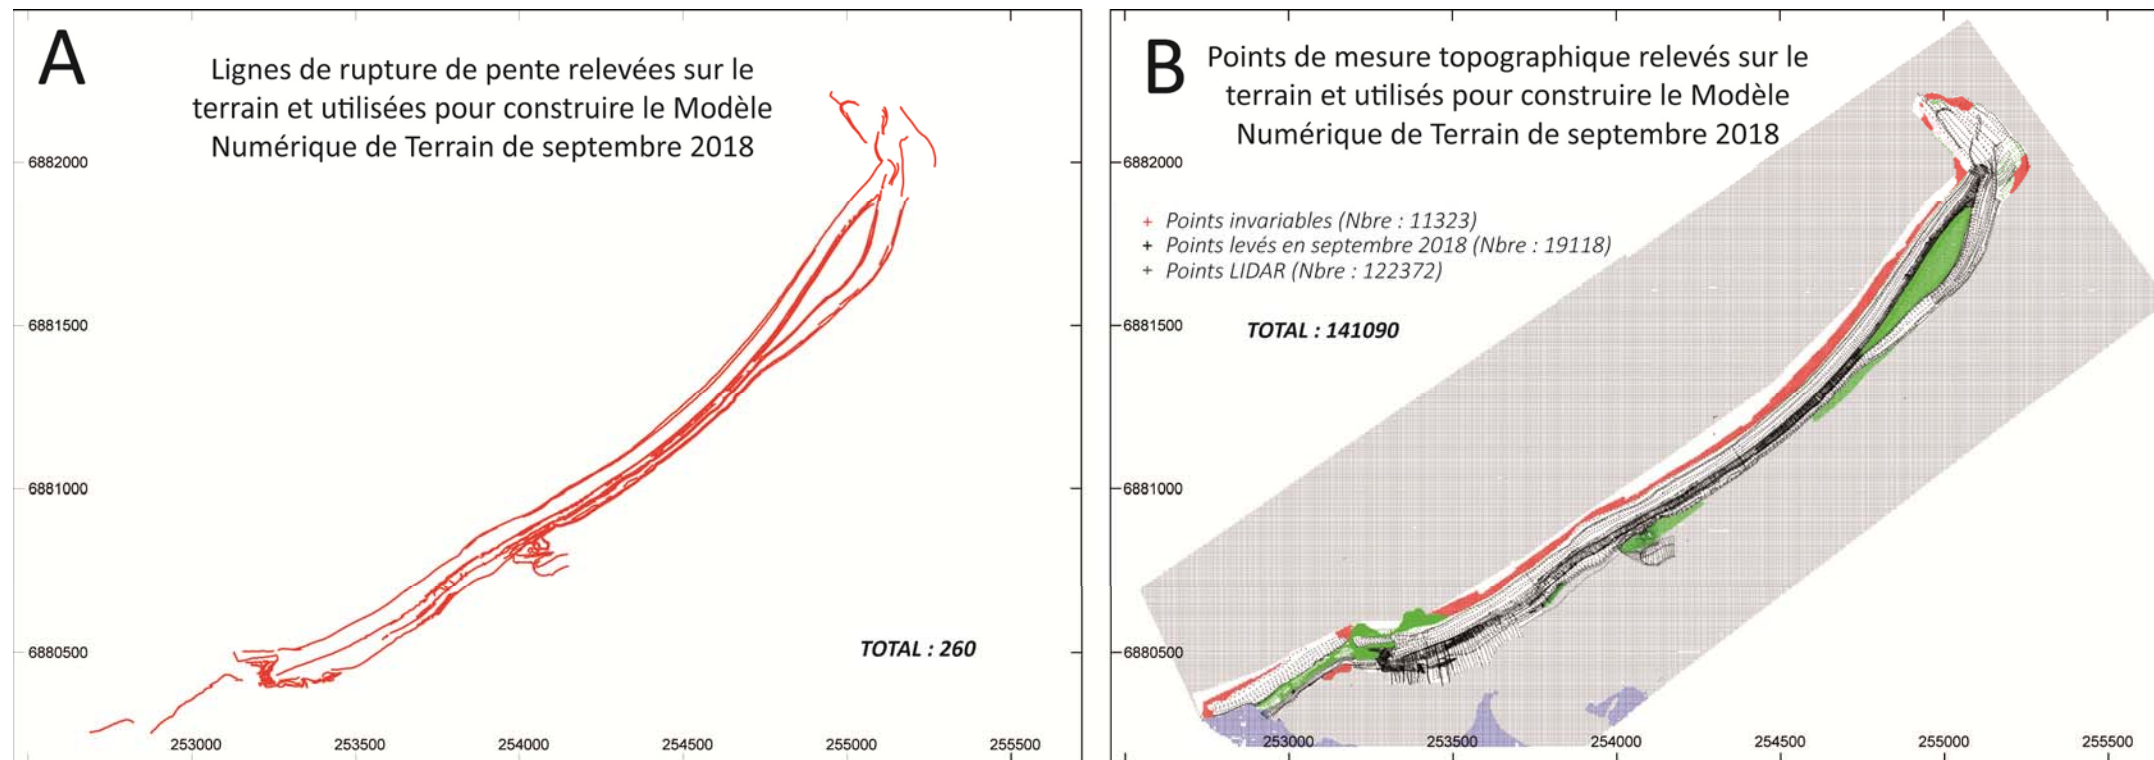 A
Lignes de rupture de pente relevées sur le
terrain et utilisées pour construire le Modèle
Numérique de Terrain de septembre 2018
6882000
6881500
6881000
6880500
TOTAL : 260
253000
253500
254000
254500
255000
255500
B
Points de mesure topographique relevés sur le
terrain et utilisés pour construire le Modèle
Numérique de Terrain de septembre 2018
6882000
+ Points invariables (Nbre : 11323)
+ Points levés en septembre 2018 (Nbre : 19118)
+ Points LIDAR (Nbre : 122372)
6881500
TOTAL : 141090
6881000
6880500
253000
253500
254000
254500
255000
255500